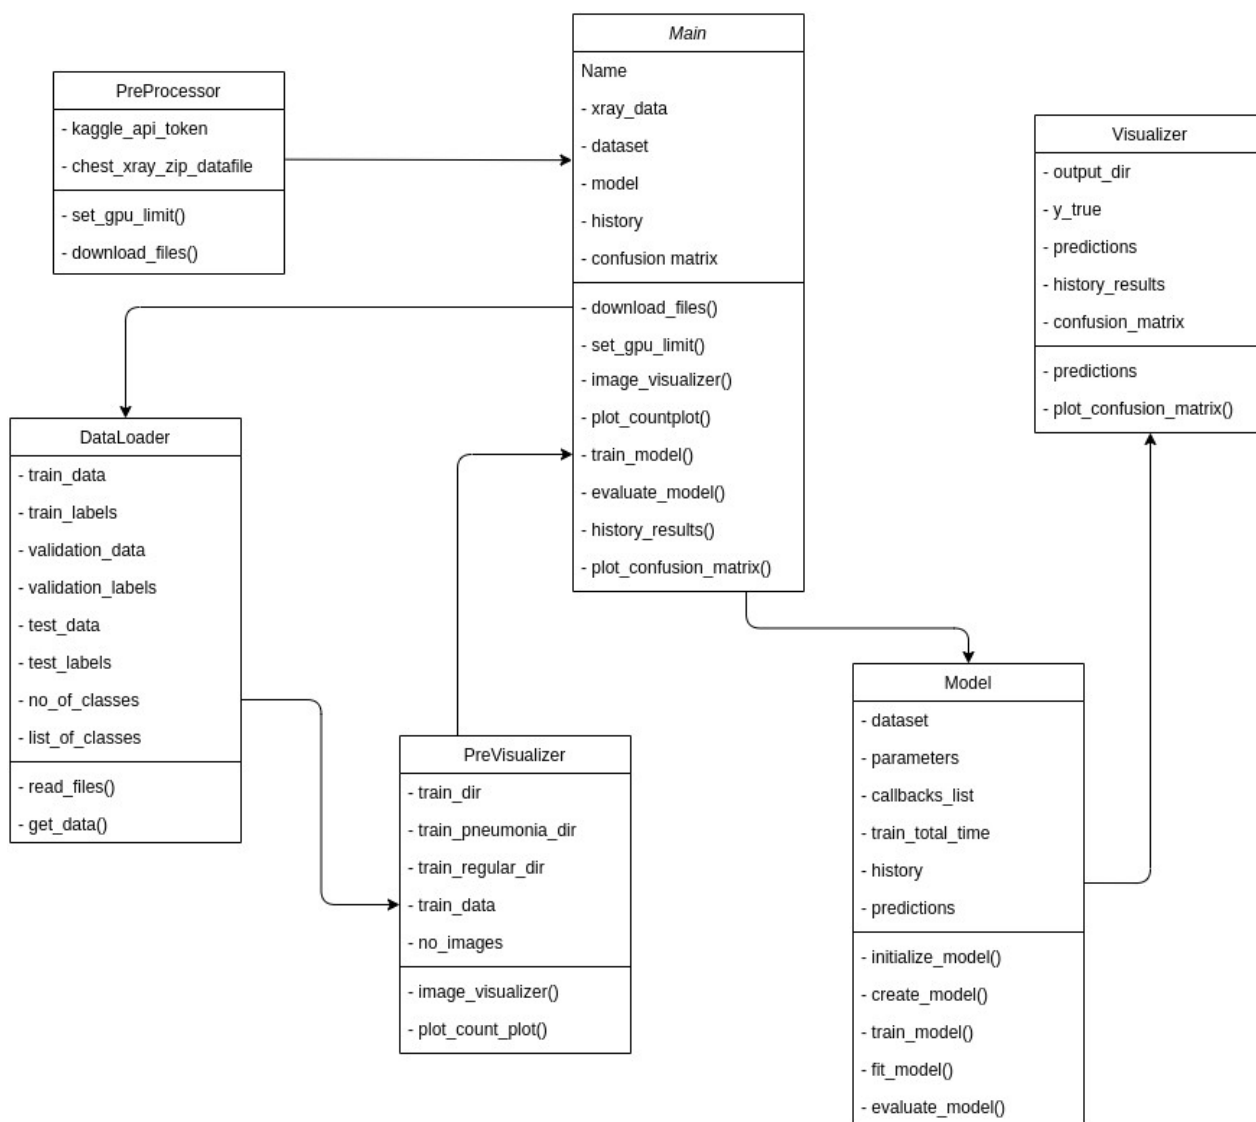 Main
Name
- xray_data
- dataset
- model
- history
- confusion matrix
- download_files()
- set_gpu_limit()
- image_visualizer()
- plot_countplot()
- train_model()
- evaluate_model()
- history_results()
- plot_confusion_matrix()
PreProcessor
- kaggle_api_token
- chest_xray_zip_datafile
- set_gpu_limit()
- download_files()
Visualizer
- output_dir
- y_true
- predictions
- history_results
- confusion_matrix
- predictions
- plot_confusion_matrix()
DataLoader
- train_data
- train_labels
- validation_data
- validation_labels
- test_data
- test_labels
- no_of_classes
- list_of_classes
- read_files()
- get_data()
PreVisualizer
- train_dir
- train_pneumonia_dir
- train_regular_dir
- train_data
- no_images
- image_visualizer()
- plot_count_plot()
Model
- dataset
- parameters
- callbacks_list
- train_total_time
- history
- predictions
- initialize_model()
- create_model()
- train_model()
- fit_model()
- evaluate_model()